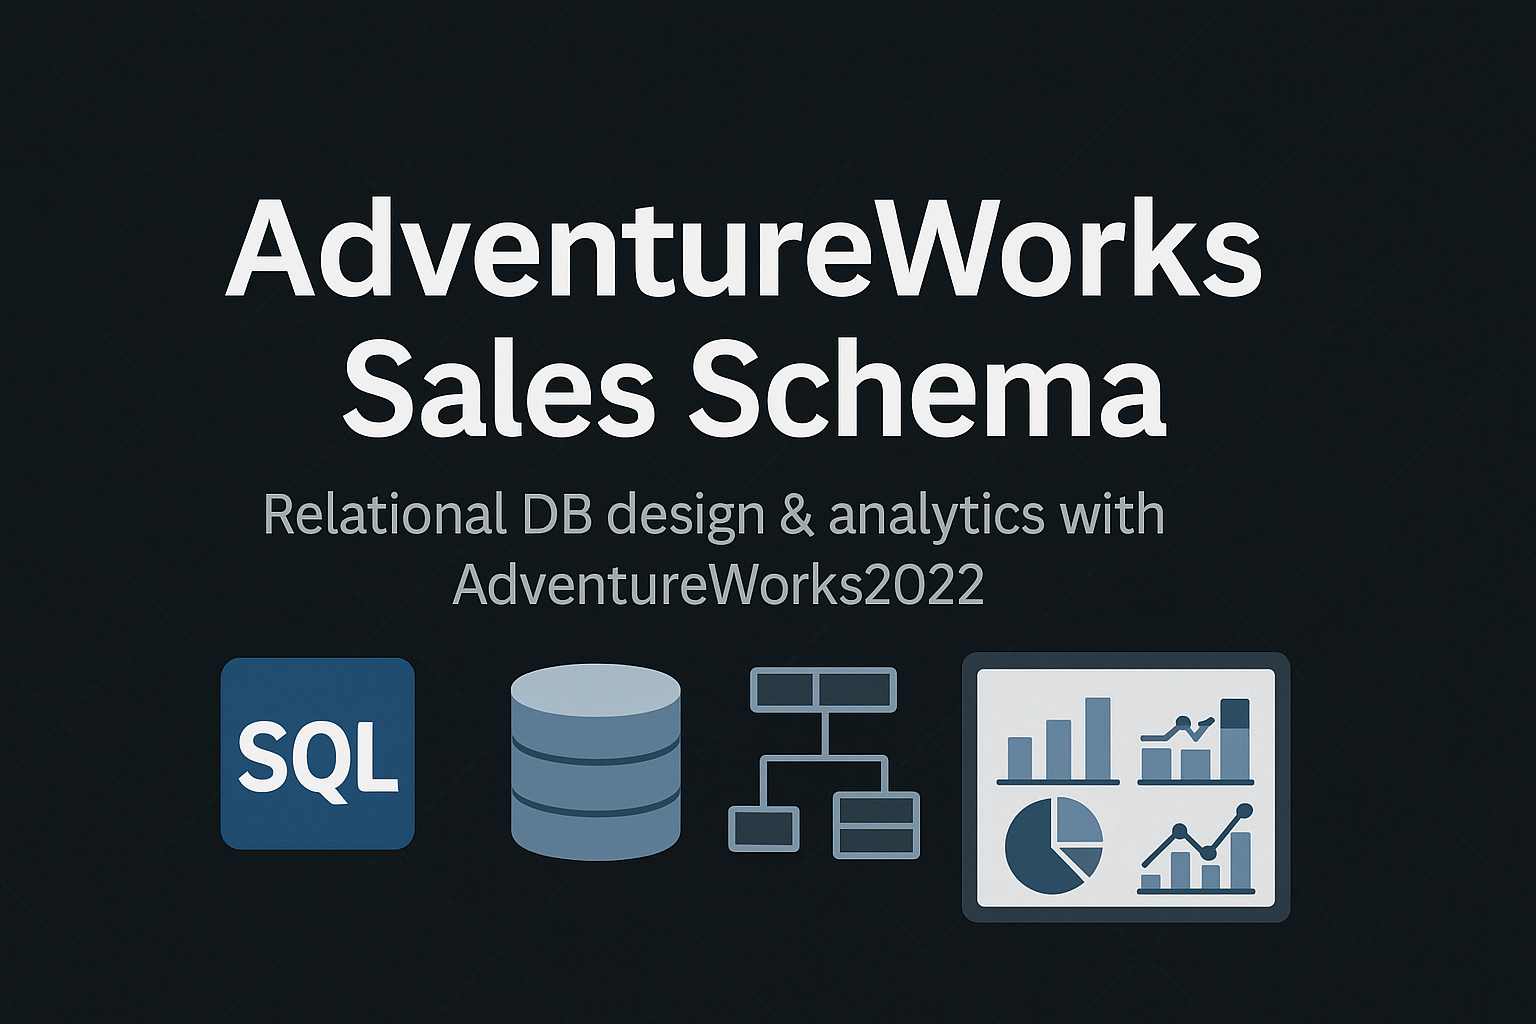 AdventureWorks
Sales Schema
Relational DB design & analytics with
AdventureWorks2022
SQL